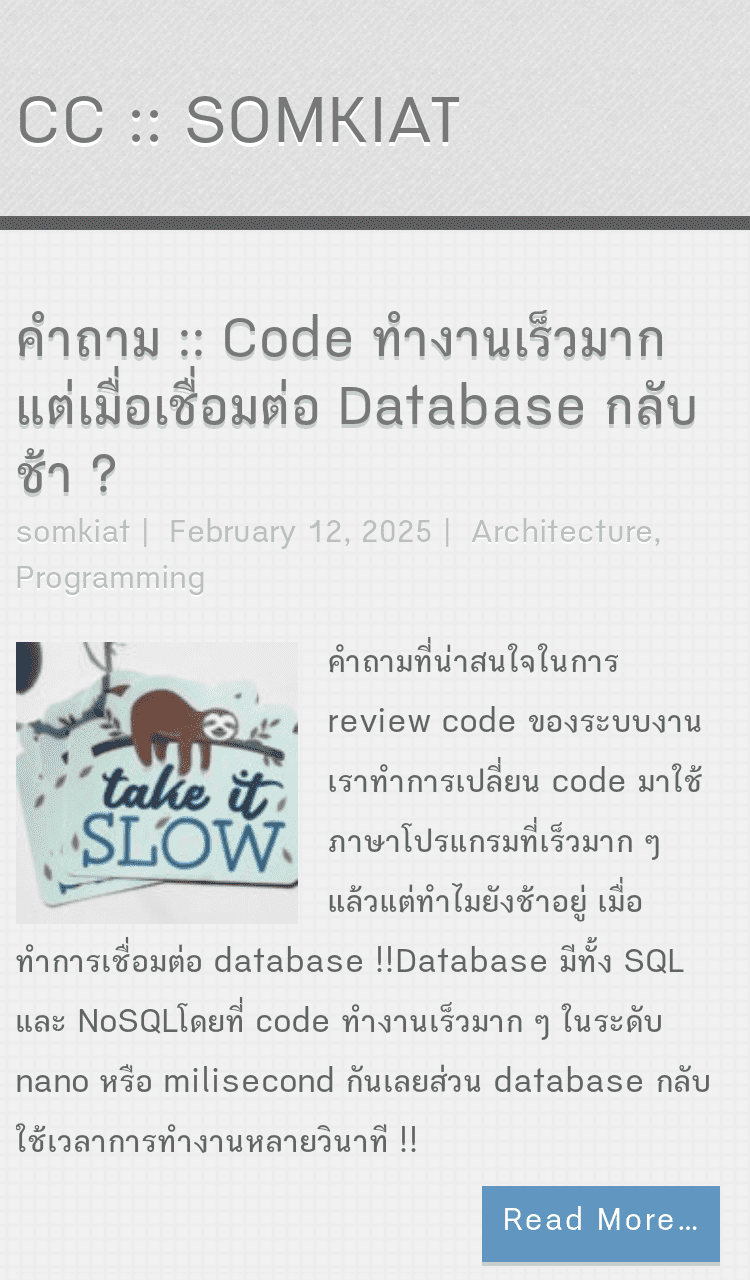 CC :: SOMKIAT
คำถาม :: Code ทำงานเร็วมาก
แต่เมื่อเชื่อมต่อ Database กลับ
ช้า ?
somkiat | February 12, 2025 | Architecture,
Programming
take it
SLOW
คำถามที่น่าสนใจในการ
review code ของระบบงาน
เราทำการเปลี่ยน code มาใช้
ภาษาโปรแกรมที่เร็วมาก ๆ
แล้วแต่ทำไมยังช้าอยู่ เมื่อ
ทำการเชื่อมต่อ database !!Database มีทั้ง SQL
และ NoSQLโดยที่ code ทำงานเร็วมาก ๆ ในระดับ
nano หรือ milisecond กันเลยส่วน database กลับ
ใช้เวลาการทำงานหลายวินาที !!
Read More…